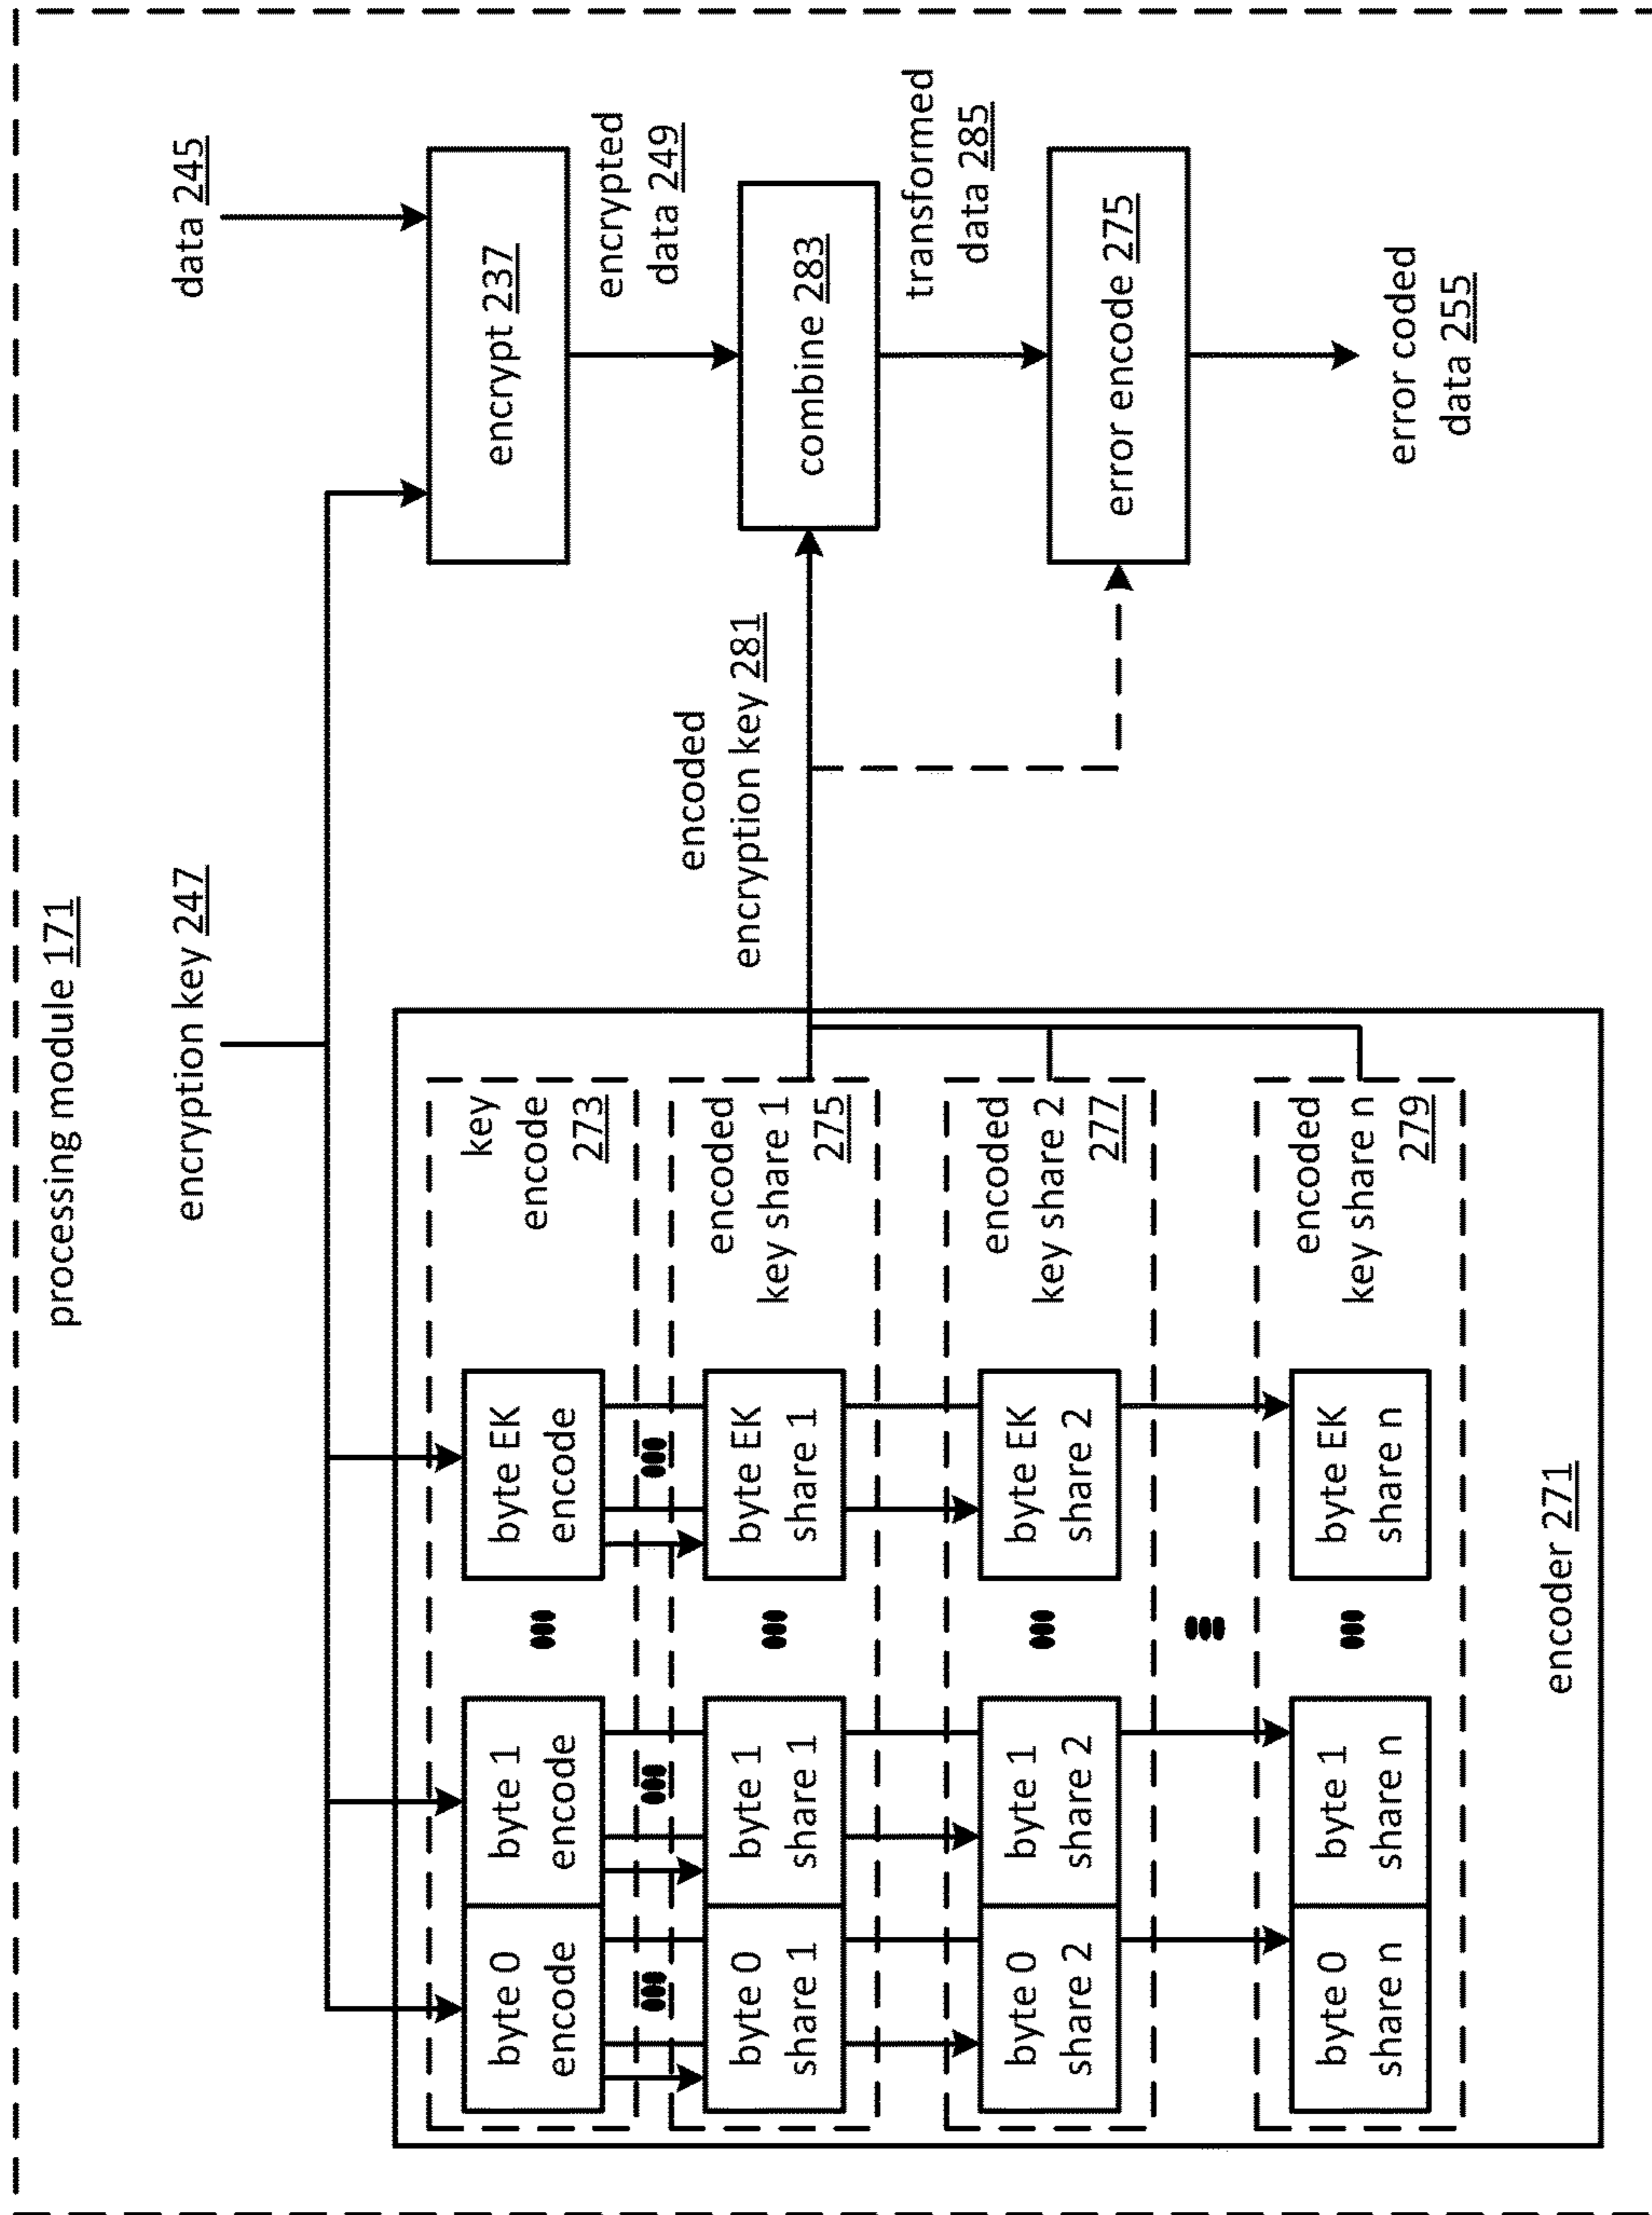 processing module 171
encryption key 247
data 245
encrypt 237
encrypted
data 249
combine 283
transformed
data 285
error encode 275
error coded
data 255
encoded
encryption key 281
byte 0
encode
byte 1
encode
byte EK
encode
key
encode
273
byte 0
share 1
byte 1
share 1
byte EK
share 1
encoded
key share 1
275
byte 0
share 2
byte 1
share 2
byte EK
share 2
encoded
key share 2
277
byte 0
share n
byte 1
share n
byte EK
share n
encoded
key share n
279
encoder 271